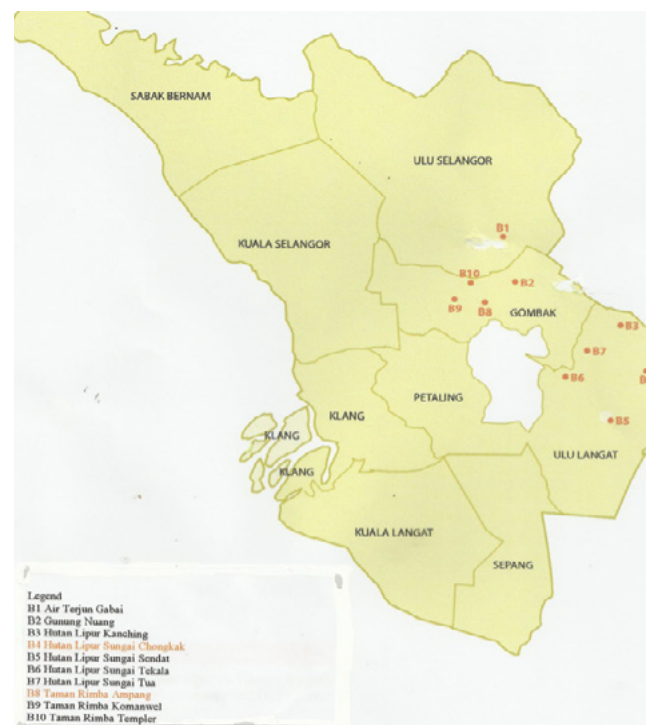 SABAK BERNAM
ULU SELANGOR
B1
KUALA SELANGOR
B10
B2
B9
B8
GOMBAK
B3
B7
B6
PETALING
KLANG
B5
KLANG
ULU LANGAT
KLANG
KUALA LANGAT
SEPANG
Legend
B1 Air Terjun Gabai
B2 Gunung Nuang
B3 Hutan Lipur Kanching
B4 Hutan Lipur Sungai Chongkak
B5 Hutan Lipur Sungai Sendat
B6 Hutan Lipur Sungai Tekala
B7 Hutan Lipur Sungai Tua
B8 Taman Rimba Ampang
B9 Taman Rimba Komanwel
B10 Taman Rimba Templer